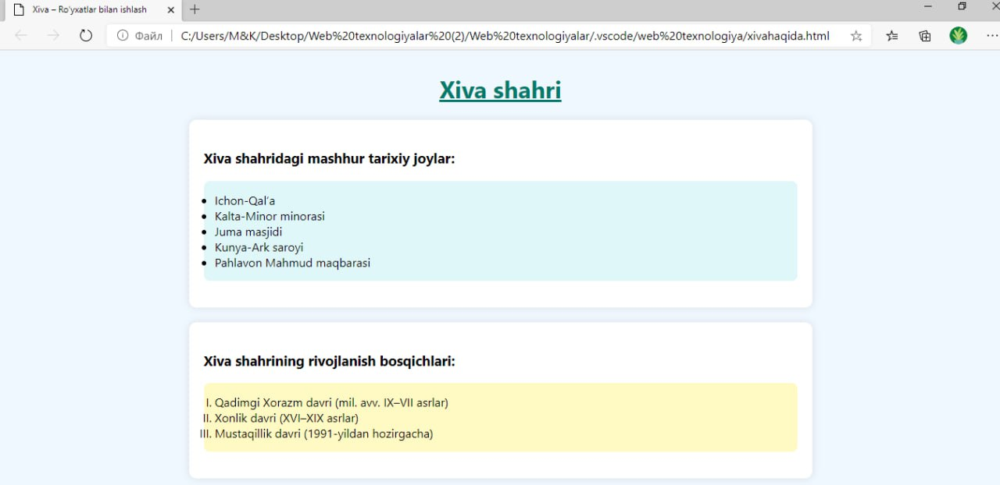 Xiva – Ro'yxatlar bilan ishlash
Файл
C:/Users/M&K/Desktop/Web%20texnologiyalar%20(2)/Web%20texnologiyalar/.vscode/web%20texnologiya/xivahaqida.html
Xiva shahri
Xiva shahridagi mashhur tarixiy joylar:
• Ichon-Qal'a
• Kalta-Minor minorasi
• Juma masjidi
• Kunya-Ark saroyi
• Pahlavon Mahmud maqbarasi
Xiva shahrining rivojlanish bosqichlari:
I. Qadimgi Xorazm davri (mil. avv. IX–VII asrlar)
II. Xonlik davri (XVI–XIX asrlar)
III. Mustaqillik davri (1991-yildan hozirgacha)